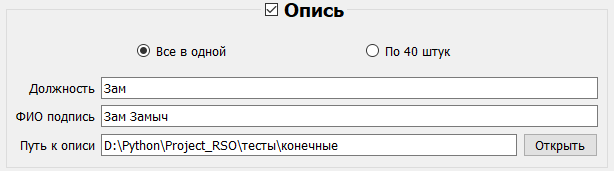 Опись
Все в одной По 40 штук
Должность Зам
ФИО подпись Зам Замыч
Путь к описи D:\Python\Project_RSO\тесты\конечные Открыть